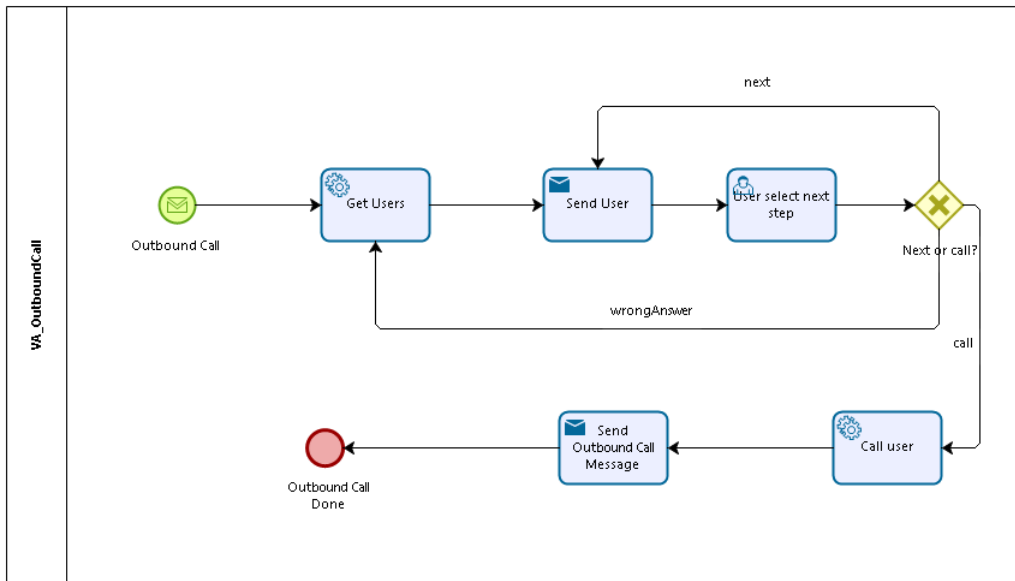 VA_OutboundCall
next
Get Users
Send User
User select next
step
Outbound Call
Next or call?
wrongAnswer
call
Send
Outbound Call
Message
Call user
Outbound Call
Done